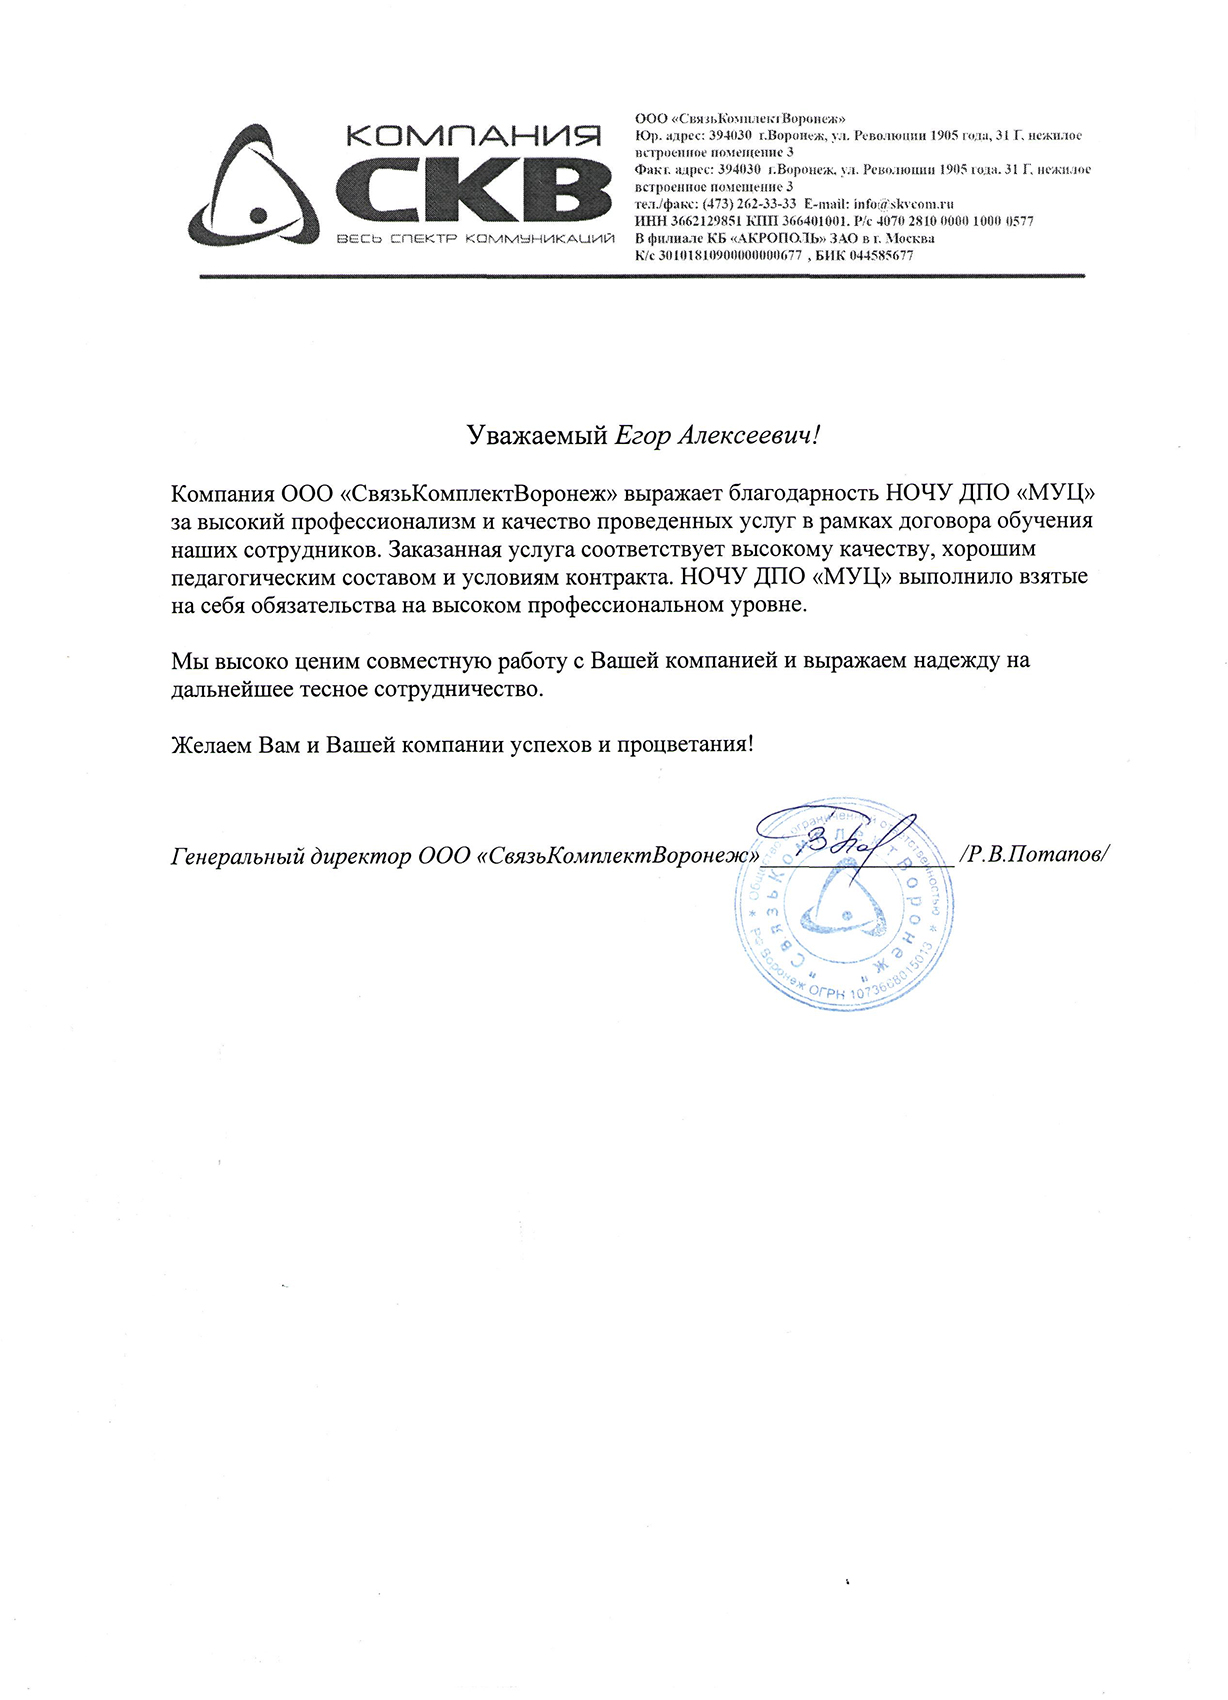 КОМПАНИЯ
СКВ
ВЕСЬ СПЕКТР КОММУНИКАЦИЙ
ООО «СвязьКомплектВоронеж»
Юр. адрес: 394030 г.Воронеж, ул. Революции 1905 года, 31 Г, нежилое
встроенное помещение 3
Факт. адрес: 394030 г.Воронеж, ул. Революции 1905 года. 31 Г, нежилое
встроенное помещение 3
тел./факс: (473) 262-33-33 E-mail: info@skvcom.ru
ИНН 3662129851 КПП 366401001. Р/с 4070 2810 0000 1000 0577
В филиале КБ «АКРОПОЛЬ» ЗАО в г. Москва
К/с 30101810900000000677 , БИК 044585677
Уважаемый Егор Алексеевич!
Компания ООО «СвязьКомплектВоронеж» выражает благодарность НОЧУ ДПО «МУЦ»
за высокий профессионализм и качество проведенных услуг в рамках договора обучения
наших сотрудников. Заказанная услуга соответствует высокому качеству, хорошим
педагогическим составом и условиям контракта. НОЧУ ДПО «МУЦ» выполнило взятые
на себя обязательства на высоком профессиональном уровне.
Мы высоко ценим совместную работу с Вашей компанией и выражаем надежду на
дальнейшее тесное сотрудничество.
Желаем Вам и Вашей компании успехов и процветания!
Генеральный директор ООО «СвязьКомплектВоронеж»________________ /Р.В.Потапов/
Общество с ограниченной ответственностью
"СвязьКомплектВоронеж"
РФ г. Воронеж ОГРН 1073668015013